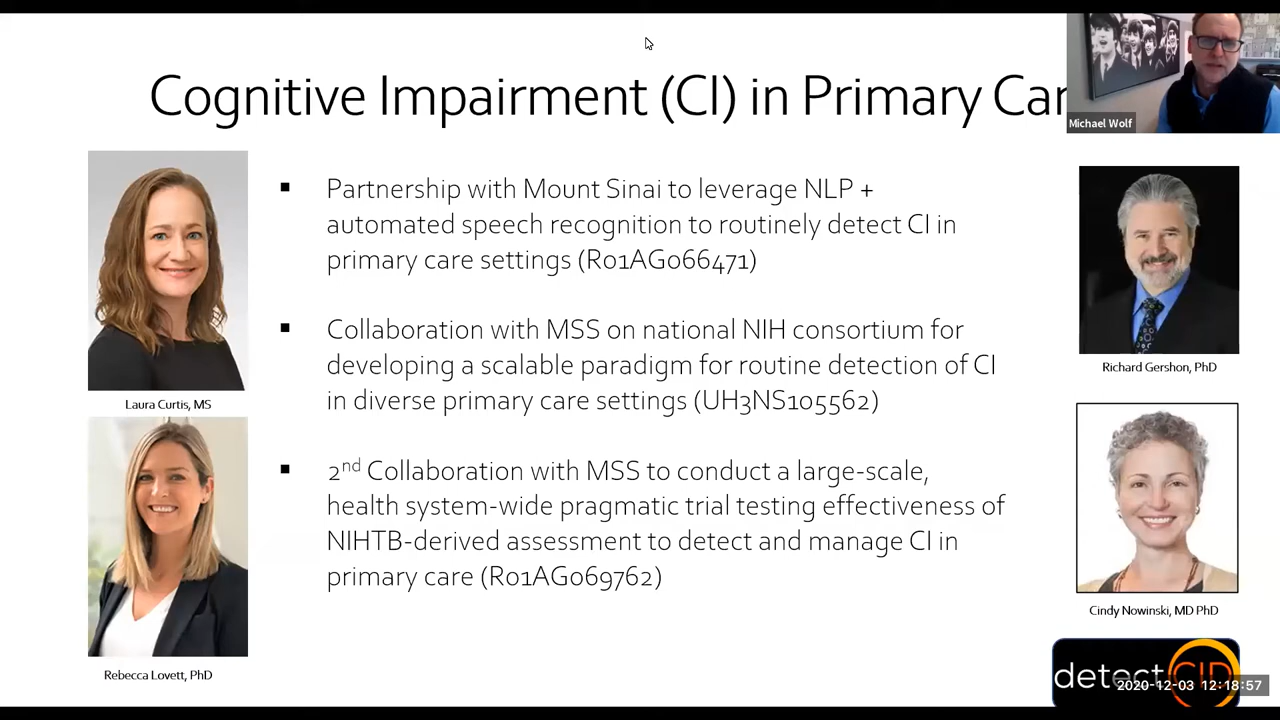 Cognitive Impairment (CI) in Primary Car
Michael Wolf
Partnership with Mount Sinai to leverage NLP +
automated speech recognition to routinely detect CI in
primary care settings (R01AG066471)
Collaboration with MSS on national NIH consortium for
developing a scalable paradigm for routine detection of CI
in diverse primary care settings (UH3NS105562)
2nd Collaboration with MSS to conduct a large-scale,
health system-wide pragmatic trial testing effectiveness of
NIHTB-derived assessment to detect and manage CI in
primary care (R01AG069762)
Laura Curtis, MS
Rebecca Lovett, PhD
Richard Gershon, PhD
Cindy Nowinski, MD PhD
detectCID
2020-12-03 12:18:57